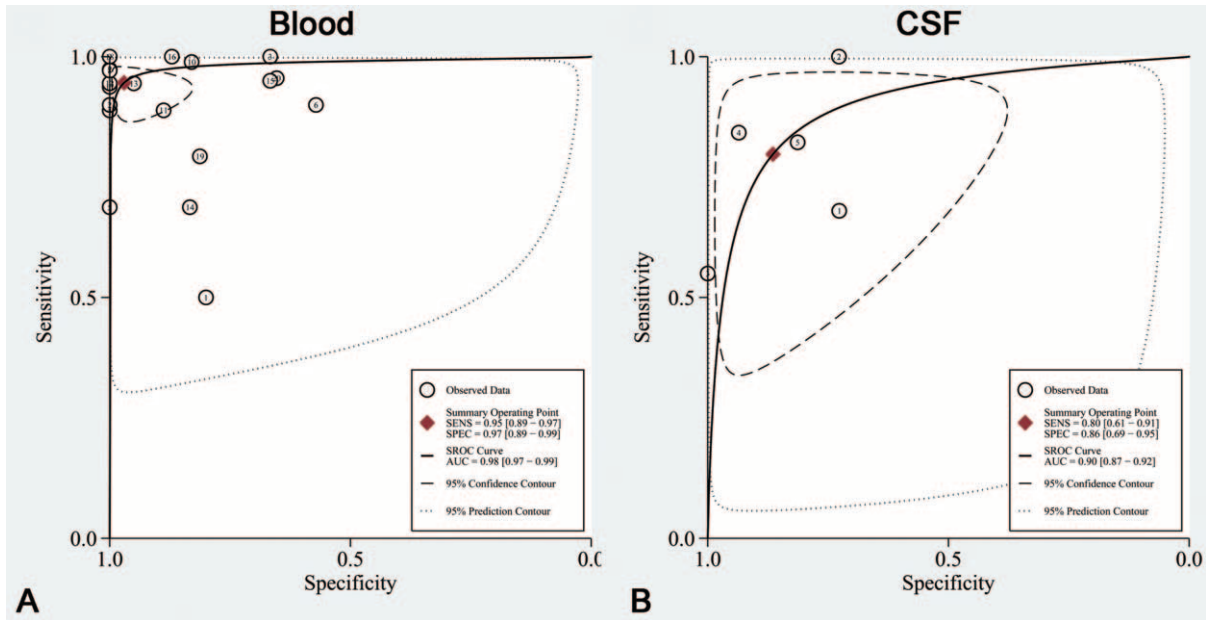 Blood
CSF
1.0
0.5
0.0
Sensitivity
16
10
15
13
11
6
19
14
1
Observed Data
Summary Operating Point
SENS = 0.95 [0.89 − 0.97]
SPEC = 0.97 [0.89 − 0.99]
SROC Curve
AUC = 0.98 [0.97 − 0.99]
95% Confidence Contour
95% Prediction Contour
1.0
0.5
Specificity
A
1.0
0.5
0.0
Sensitivity
2
4
5
1
Observed Data
Summary Operating Point
SENS = 0.80 [0.61 − 0.91]
SPEC = 0.86 [0.69 − 0.95]
SROC Curve
AUC = 0.90 [0.87 − 0.92]
95% Confidence Contour
95% Prediction Contour
1.0
0.5
0.0
Specificity
B